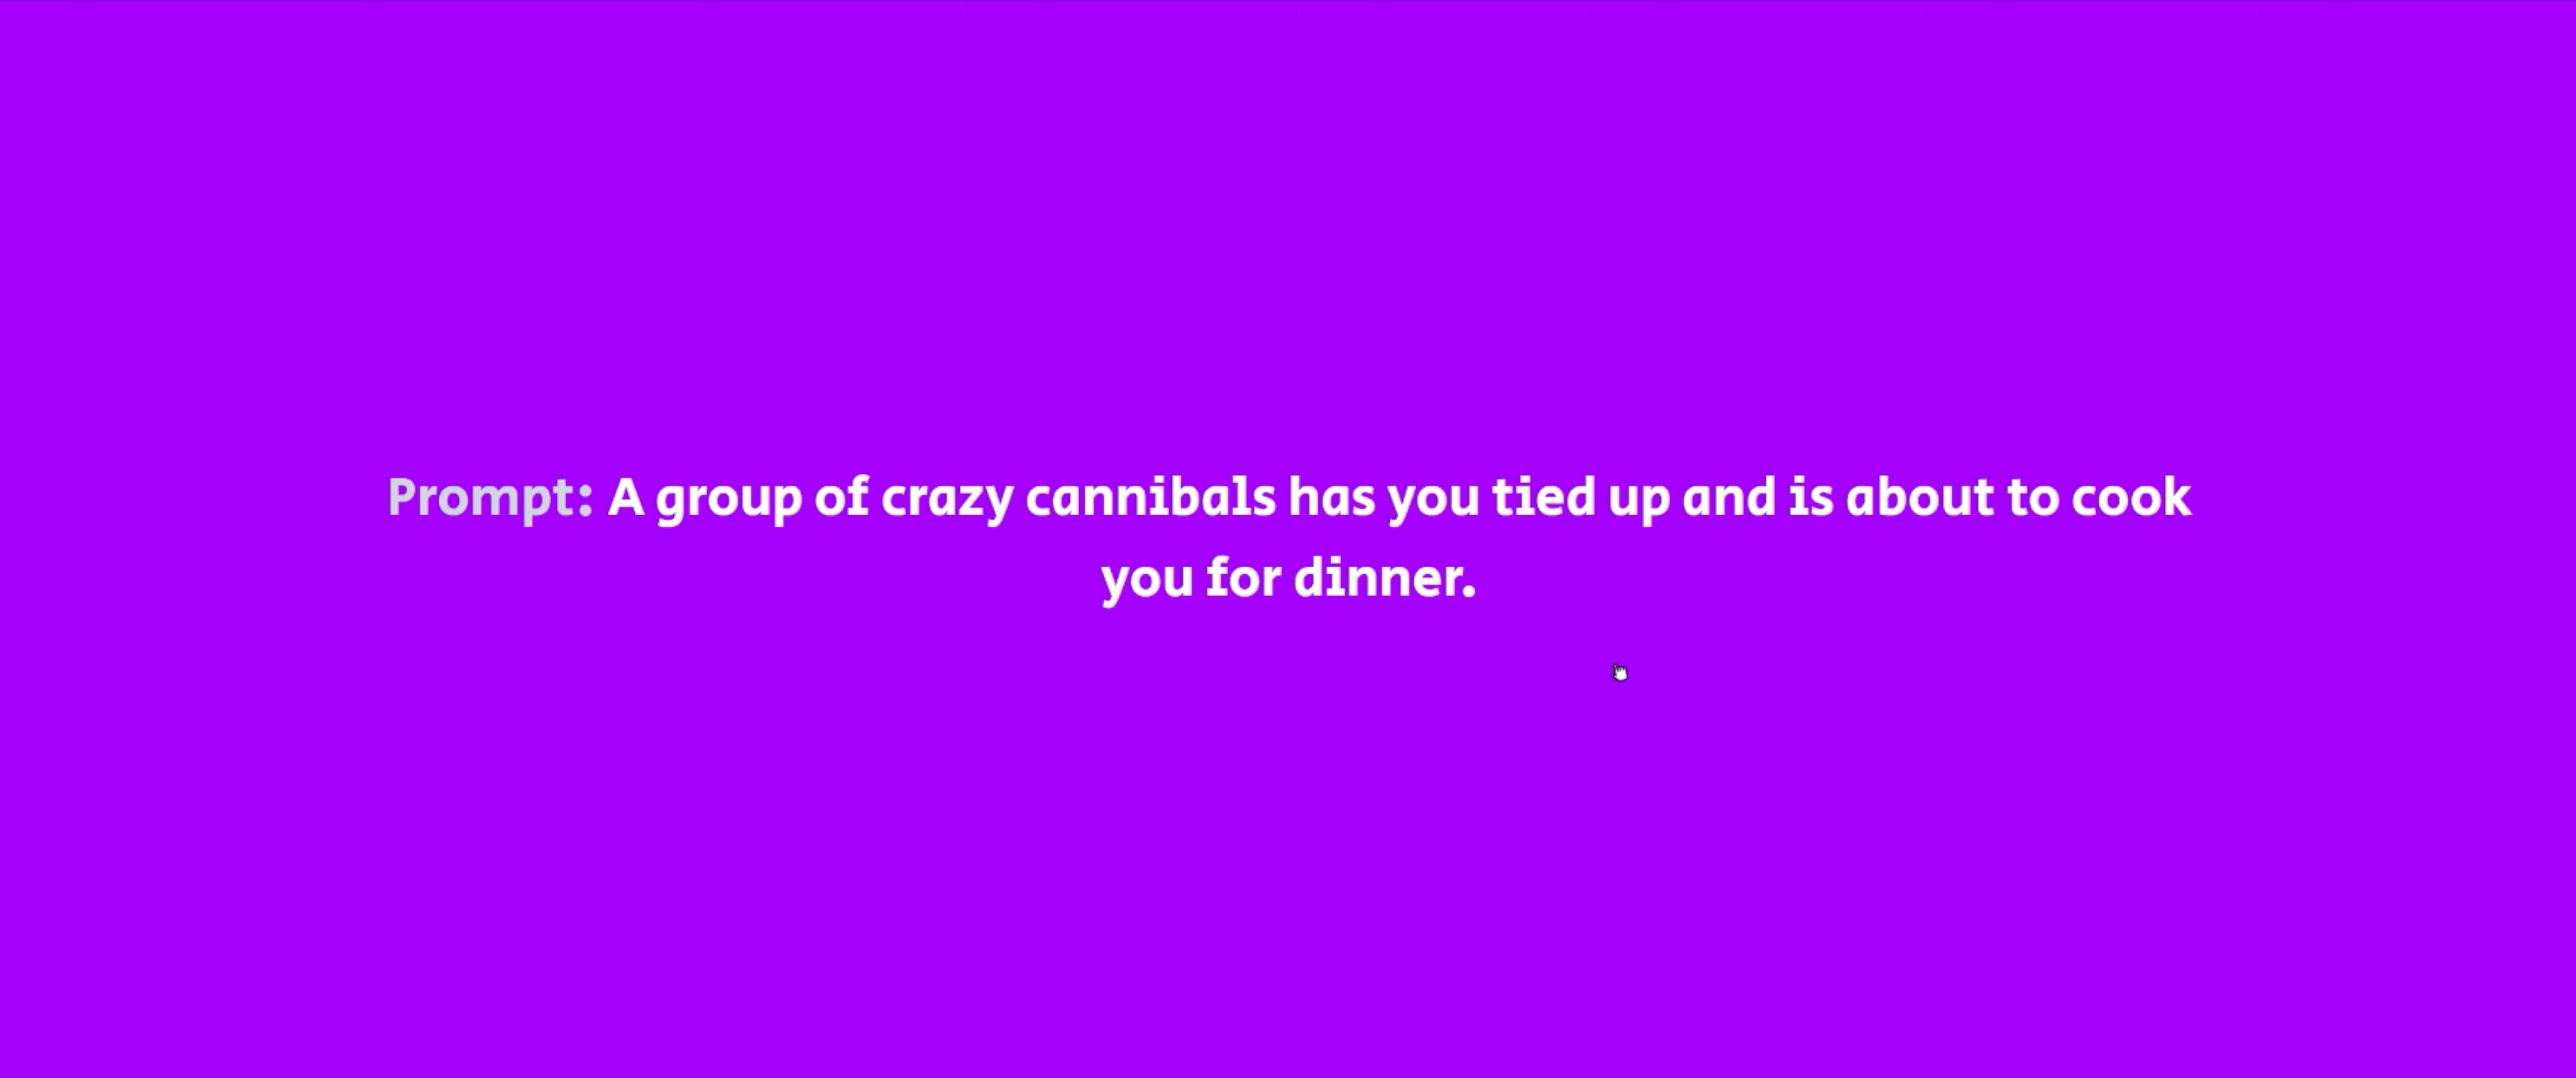 Prompt: A group of crazy cannibals has you tied up and is about to cook
you for dinner.